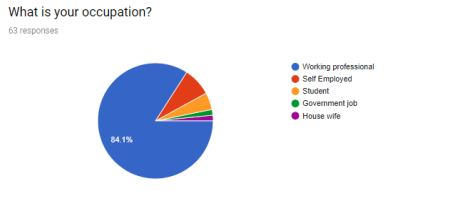 What is your occupation?
63 responses
Working professional
Self Employed
Student
Government job
House wife
84.1%